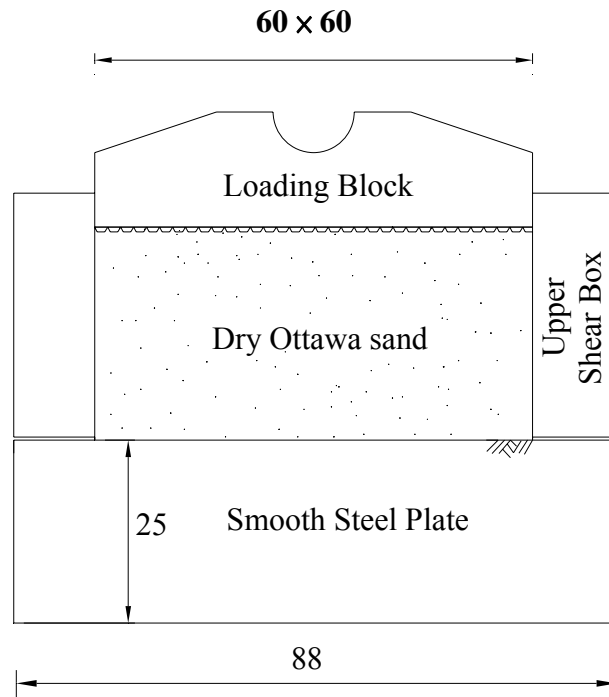 60 × 60
Loading Block
Upper
Shear Box
Dry Ottawa sand
25
Smooth Steel Plate
88